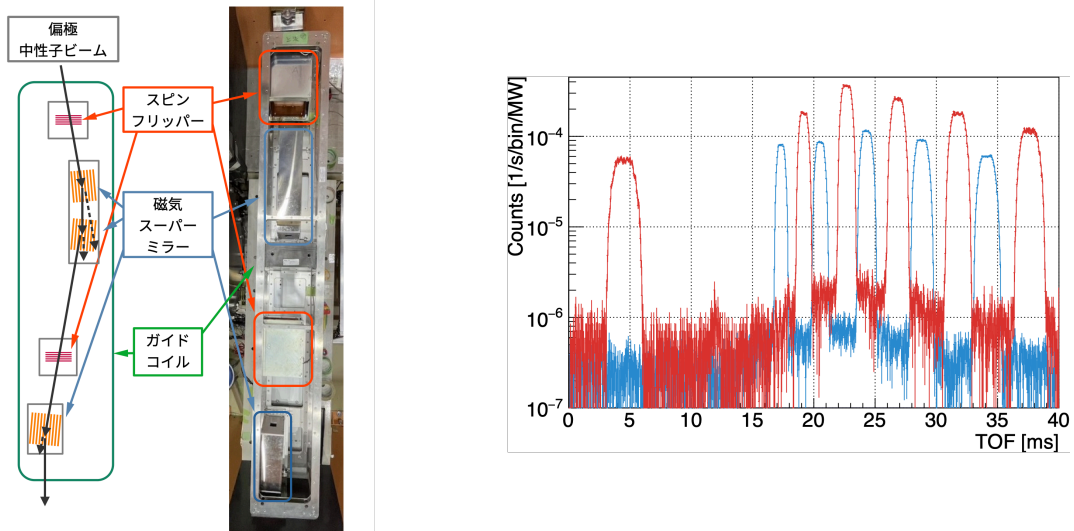 偏極
中性子ビーム
スピン
フリッパー
磁気
スーパー
ミラー
ガイド
コイル
Counts [1/s/bin/MW]
10⁻⁴
10⁻⁵
10⁻⁶
10⁻⁷
0 5 10 15 20 25 30 35 40
TOF [ms]